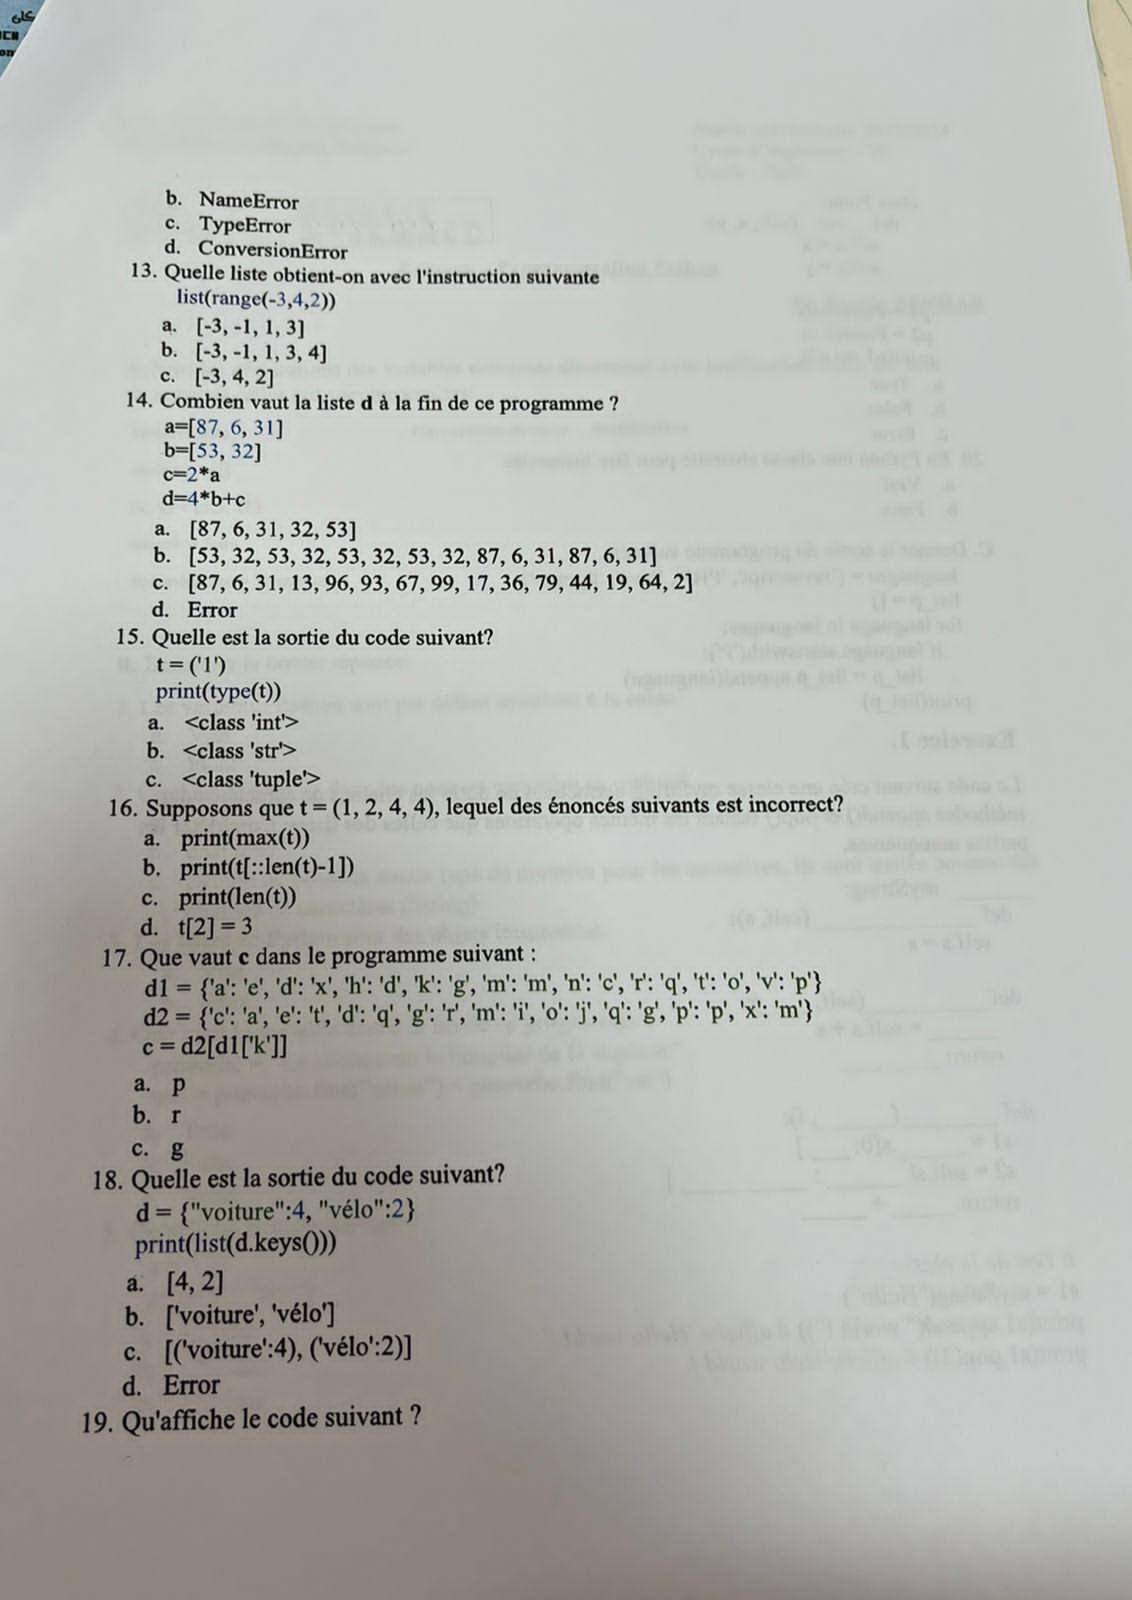 b. NameError
c. TypeError
d. ConversionError
13. Quelle liste obtient-on avec l'instruction suivante
list(range(-3,4,2))
a. [-3, -1, 1, 3]
b. [-3, -1, 1, 3, 4]
c. [-3, 4, 2]
14. Combien vaut la liste d à la fin de ce programme ?
a=[87, 6, 31]
b=[53, 32]
c=2*a
d=4*b+c
a. [87, 6, 31, 32, 53]
b. [53, 32, 53, 32, 53, 32, 53, 32, 87, 6, 31, 87, 6, 31]
c. [87, 6, 31, 13, 96, 93, 67, 99, 17, 36, 79, 44, 19, 64, 2]
d. Error
15. Quelle est la sortie du code suivant?
t = ('1')
print(type(t))
a. <class 'int'>
b. <class 'str'>
c. <class 'tuple'>
16. Supposons que t = (1, 2, 4, 4), lequel des énoncés suivants est incorrect?
a. print(max(t))
b. print(t[::len(t)-1])
c. print(len(t))
d. t[2] = 3
17. Que vaut c dans le programme suivant :
d1 = {'a': 'e', 'd': 'x', 'h': 'd', 'k': 'g', 'm': 'm', 'n': 'c', 'r': 'q', 't': 'o', 'v': 'p'}
d2 = {'c': 'a', 'e': 't', 'd': 'q', 'g': 'r', 'm': 'i', 'o': 'j', 'q': 'g', 'p': 'p', 'x': 'm'}
c = d2[d1['k']]
a. p
b. r
c. g
18. Quelle est la sortie du code suivant?
d = {"voiture":4, "vélo":2}
print(list(d.keys()))
a. [4, 2]
b. ['voiture', 'vélo']
c. [('voiture':4), ('vélo':2)]
d. Error
19. Qu'affiche le code suivant ?